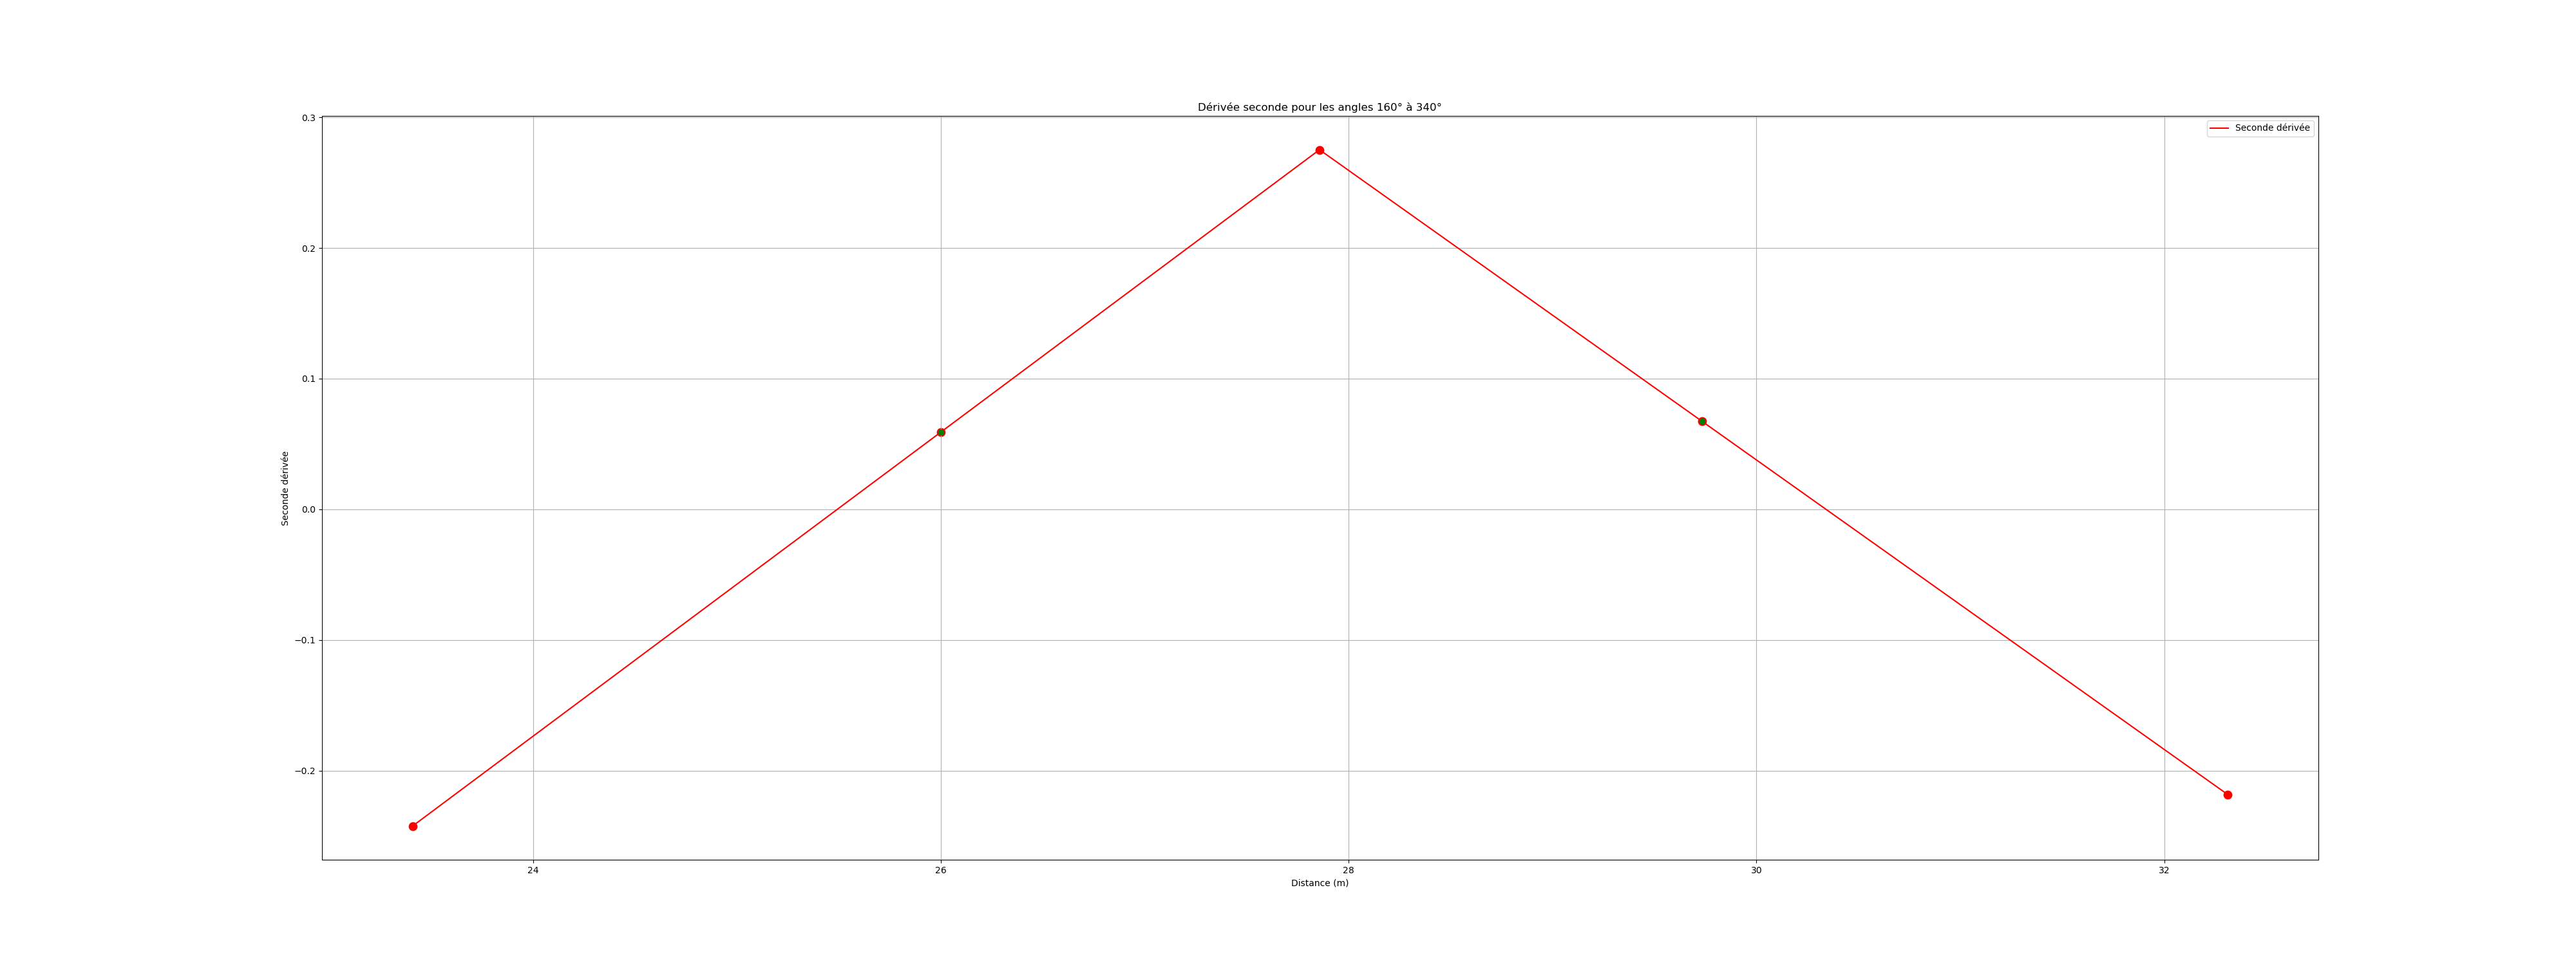 Dérivée seconde pour les angles 160° à 340°
Seconde dérivée
0.3
0.2
0.1
0.0
−0.1
−0.2
Seconde dérivée
24
26
28
30
32
Distance (m)